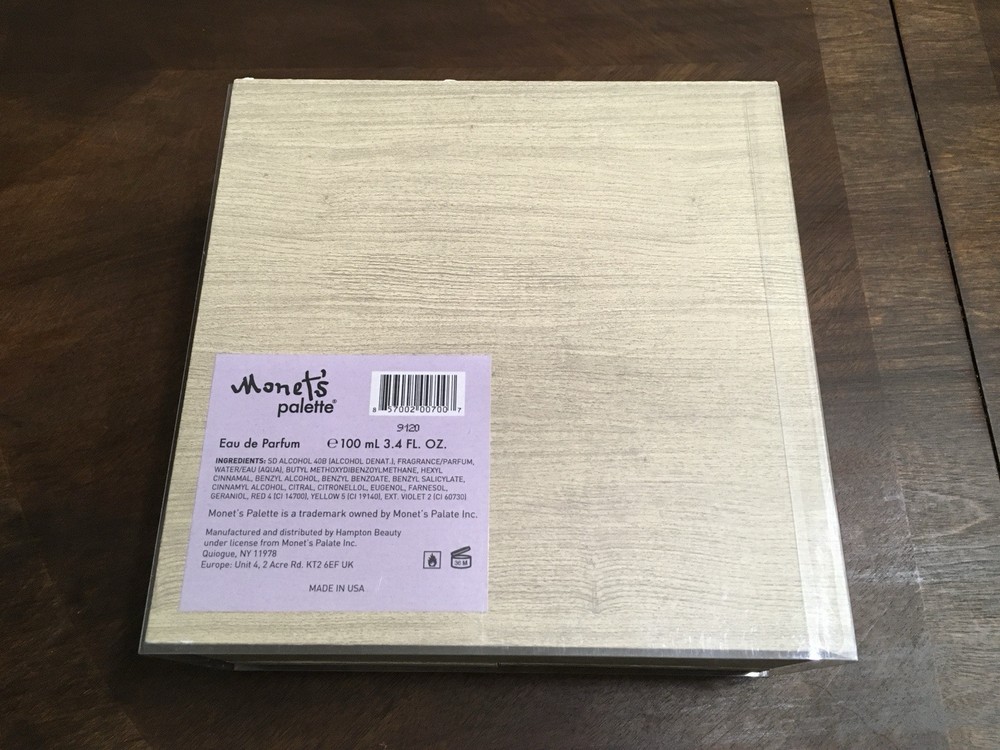 Monet's
palette®
8 57002 00700 7
9120
Eau de Parfum ℮ 100 mL 3.4 FL. OZ.
INGREDIENTS: SD ALCOHOL 40B (ALCOHOL DENAT.), FRAGRANCE/PARFUM,
WATER/EAU (AQUA), BUTYL METHOXYDIBENZOYLMETHANE, HEXYL
CINNAMAL, BENZYL ALCOHOL, BENZYL BENZOATE, BENZYL SALICYLATE,
CINNAMYL ALCOHOL, CITRAL, CITRONELLOL, EUGENOL, FARNESOL,
GERANIOL, RED 4 (CI 14700), YELLOW 5 (CI 19140), EXT. VIOLET 2 (CI 60730)
Monet's Palette is a trademark owned by Monet's Palate Inc.
Manufactured and distributed by Hampton Beauty
under license from Monet's Palate Inc.
Quiogue, NY 11978
Europe: Unit 4, 2 Acre Rd. KT2 6EF UK
36 M
MADE IN USA